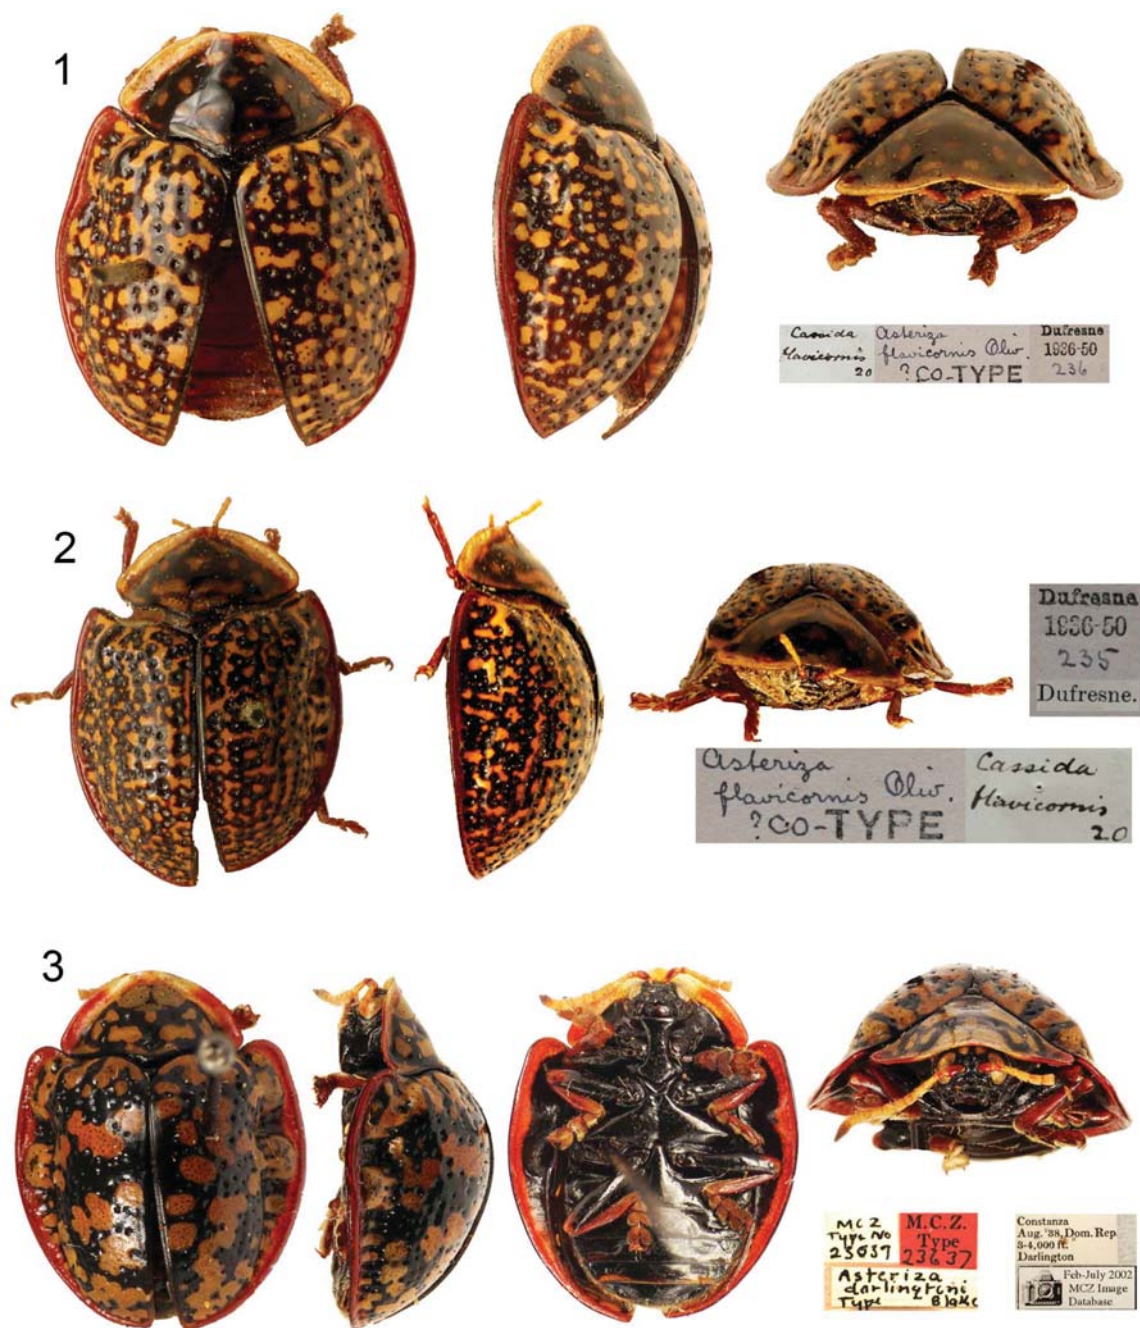 1
Cassida
flavicornis
20
Asteriza
flavicornis Oliv.
?CO-TYPE
Dufresne
1936-50
236
2
Dufresne
1936-50
235
Dufresne.
Asteriza
flavicornis Oliv.
?CO-TYPE
Cassida
flavicornis
20
3
MCZ
Type No
23637
M.C.Z.
Type
23637
Asteriza
darlingtoni
Type Blake
Constanza
Aug. '38, Dom. Rep.
3-4,000 ft.
Darlington
Feb-July 2002
MCZ Image
Database